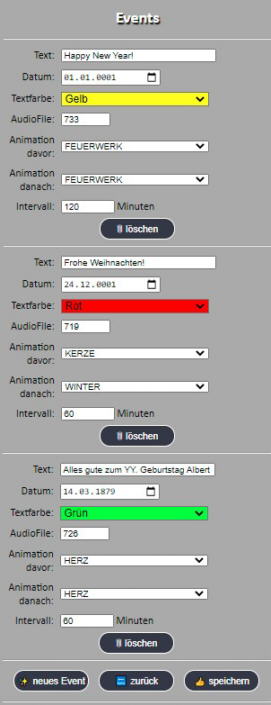 Events
Text: Happy New Year!
Datum: 01.01.0001
Textfarbe: Gelb
AudioFile: 733
Animation davor: FEUERWERK
Animation danach: FEUERWERK
Intervall: 120 Minuten
löschen
Text: Frohe Weihnachten!
Datum: 24.12.0001
Textfarbe: Rot
AudioFile: 719
Animation davor: KERZE
Animation danach: WINTER
Intervall: 60 Minuten
löschen
Text: Alles gute zum YY. Geburtstag Albert
Datum: 14.03.1879
Textfarbe: Grün
AudioFile: 726
Animation davor: HERZ
Animation danach: HERZ
Intervall: 60 Minuten
löschen
neues Event zurück speichern